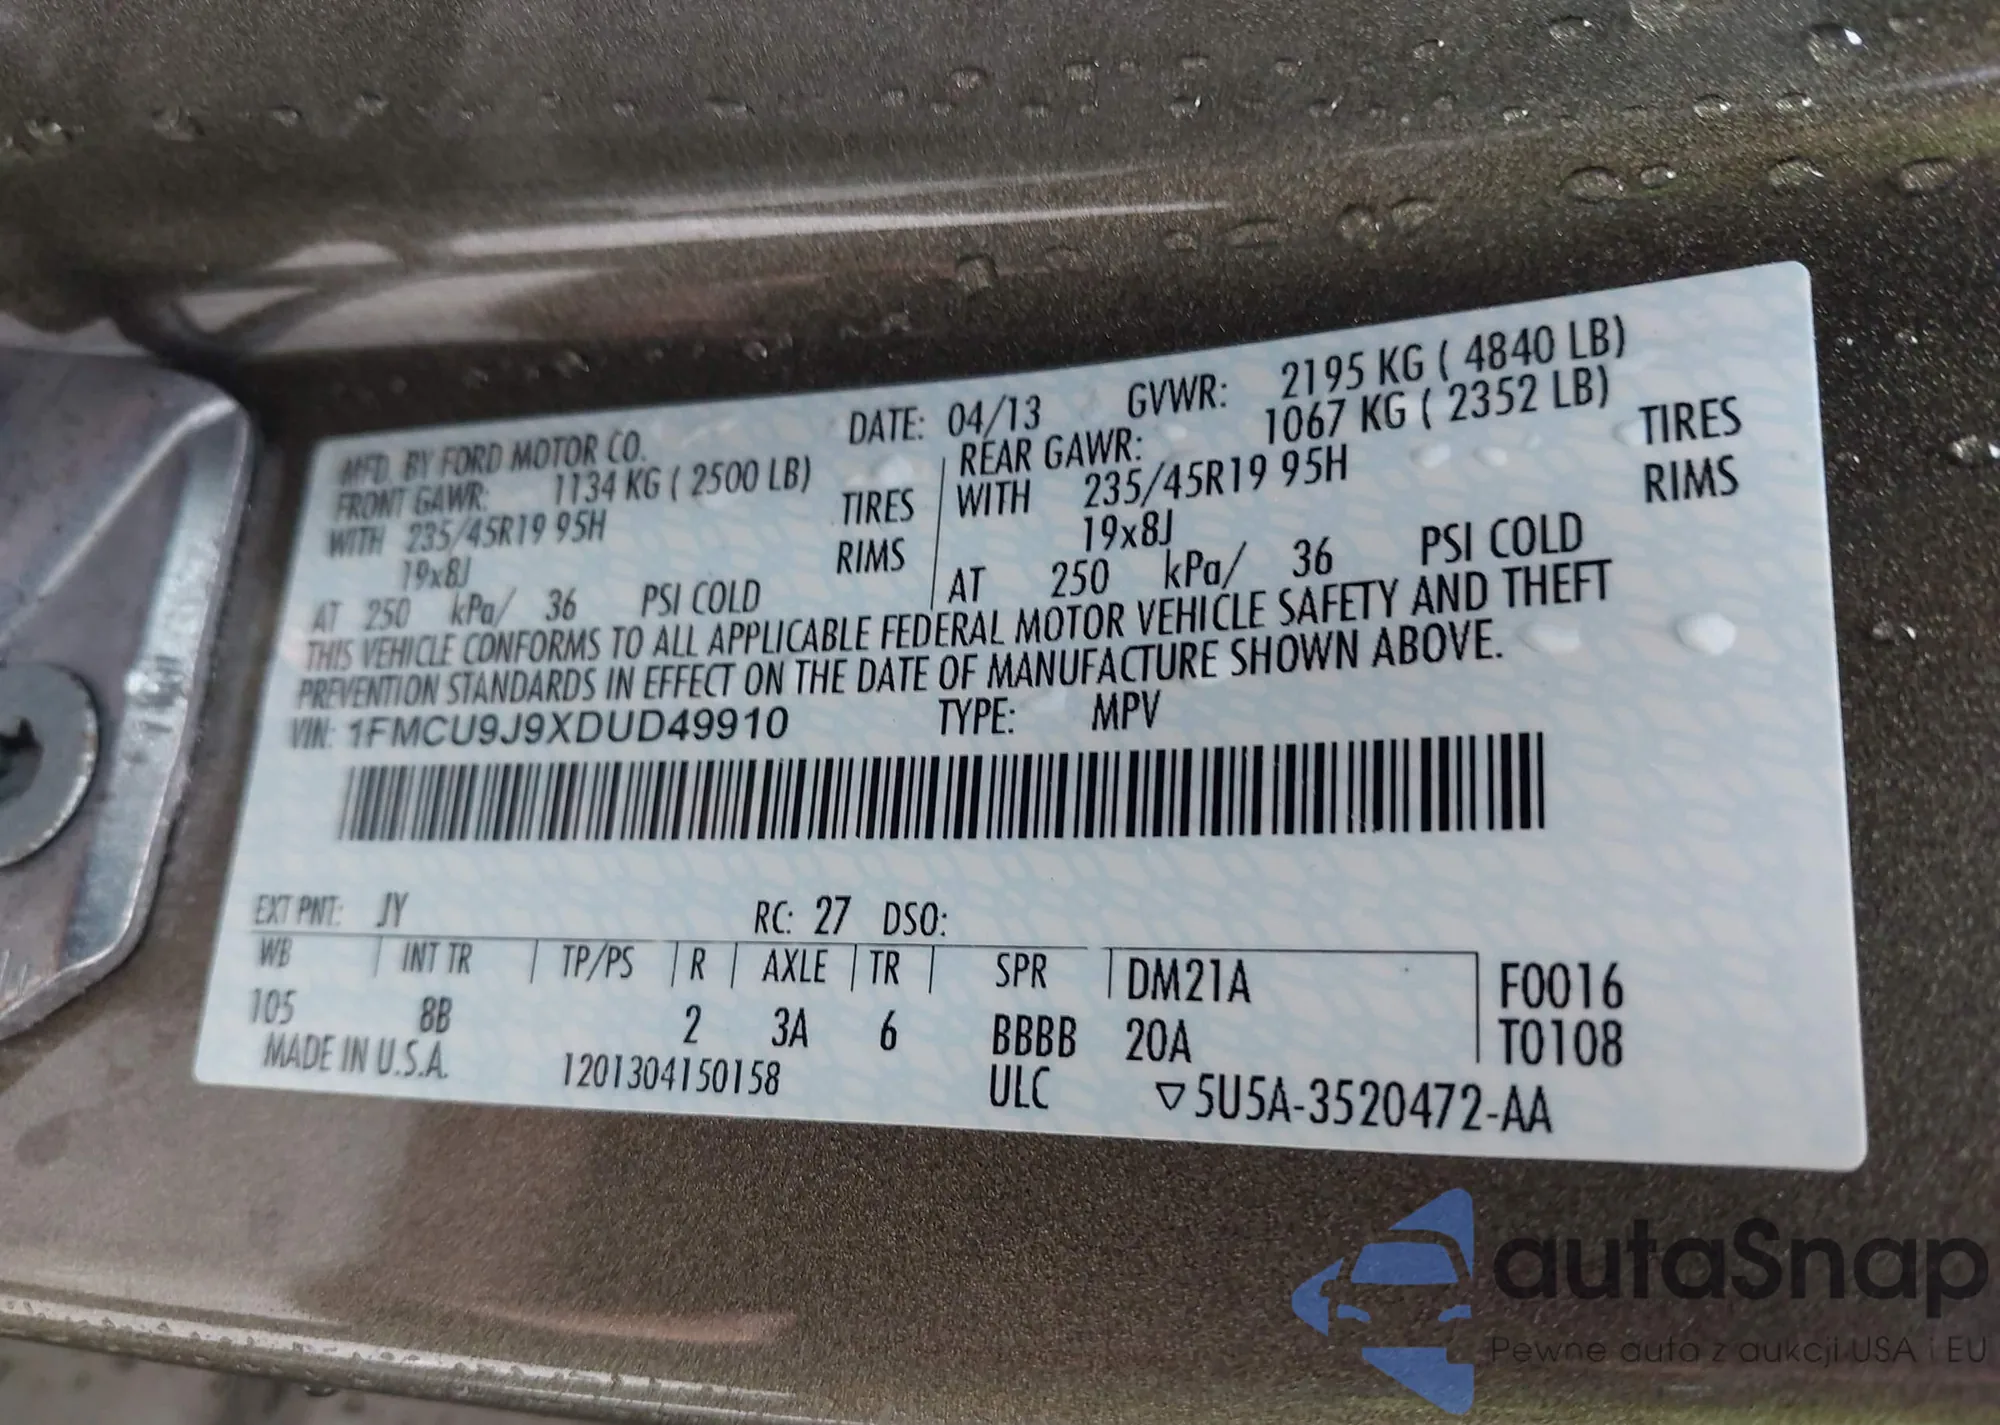 MFD. BY FORD MOTOR CO. DATE: 04/13 GVWR: 2195 KG ( 4840 LB)
FRONT GAWR: 1134 KG ( 2500 LB) REAR GAWR: 1067 KG ( 2352 LB)
WITH 235/45R19 95H TIRES WITH 235/45R19 95H TIRES
19x8J RIMS 19x8J RIMS
AT 250 kPa/ 36 PSI COLD AT 250 kPa/ 36 PSI COLD
THIS VEHICLE CONFORMS TO ALL APPLICABLE FEDERAL MOTOR VEHICLE SAFETY AND THEFT
PREVENTION STANDARDS IN EFFECT ON THE DATE OF MANUFACTURE SHOWN ABOVE.
VIN: 1FMCU9J9XDUD49910 TYPE: MPV
EXT PNT: JY RC: 27 DSO:
WB INT TR TP/PS R AXLE TR SPR DM21A F0016
105 8B 2 3A 6 BBBB 20A T0108
MADE IN U.S.A. 1201304150158 ULC ▽5U5A-3520472-AA
autaSnap
Pewne auta z aukcji USA i EU